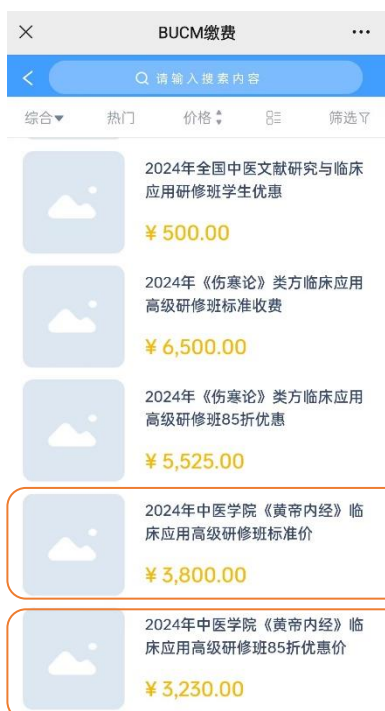 BUCM缴费
请输入搜索内容
综合 热门 价格 筛选
2024年全国中医文献研究与临床
应用研修班学生优惠
¥500.00
2024年《伤寒论》类方临床应用
高级研修班标准收费
¥6,500.00
2024年《伤寒论》类方临床应用
高级研修班85折优惠
¥5,525.00
2024年中医学院《黄帝内经》临
床应用高级研修班标准价
¥3,800.00
2024年中医学院《黄帝内经》临
床应用高级研修班85折优惠价
¥3,230.00